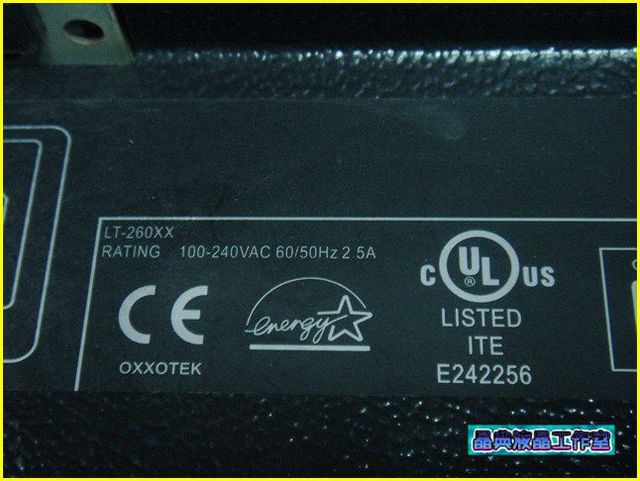 LT-260XX
RATING 100-240VAC 60/50Hz 2 5A
CE
OXXOTEK
energy
C UL ® US
LISTED
ITE
E242256
晶典液晶工作室